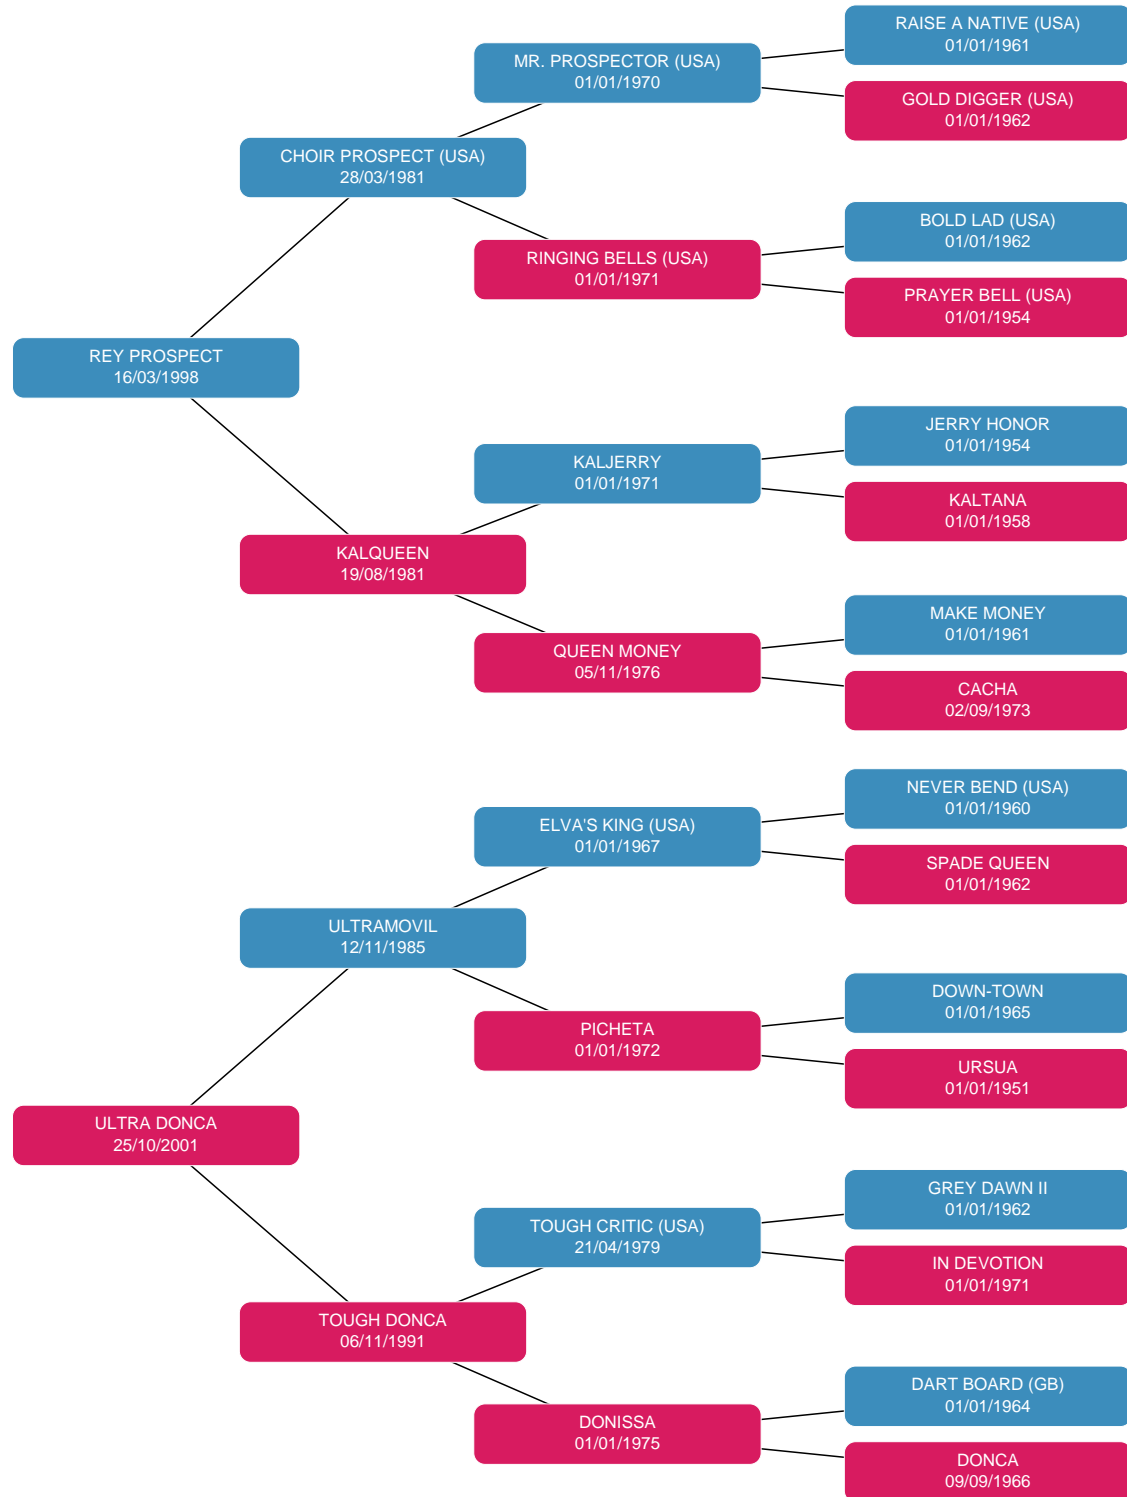 RAISE A NATIVE (USA)
01/01/1961
MR. PROSPECTOR (USA)
01/01/1970
GOLD DIGGER (USA)
01/01/1962
CHOIR PROSPECT (USA)
28/03/1981
BOLD LAD (USA)
01/01/1962
RINGING BELLS (USA)
01/01/1971
PRAYER BELL (USA)
01/01/1954
REY PROSPECT
16/03/1998
JERRY HONOR
01/01/1954
KALJERRY
01/01/1971
KALTANA
01/01/1958
KALQUEEN
19/08/1981
MAKE MONEY
01/01/1961
QUEEN MONEY
05/11/1976
CACHA
02/09/1973
NEVER BEND (USA)
01/01/1960
ELVA'S KING (USA)
01/01/1967
SPADE QUEEN
01/01/1962
ULTRAMOVIL
12/11/1985
DOWN-TOWN
01/01/1965
PICHETA
01/01/1972
URSUA
01/01/1951
ULTRA DONCA
25/10/2001
GREY DAWN II
01/01/1962
TOUGH CRITIC (USA)
21/04/1979
IN DEVOTION
01/01/1971
TOUGH DONCA
06/11/1991
DART BOARD (GB)
01/01/1964
DONISSA
01/01/1975
DONCA
09/09/1966